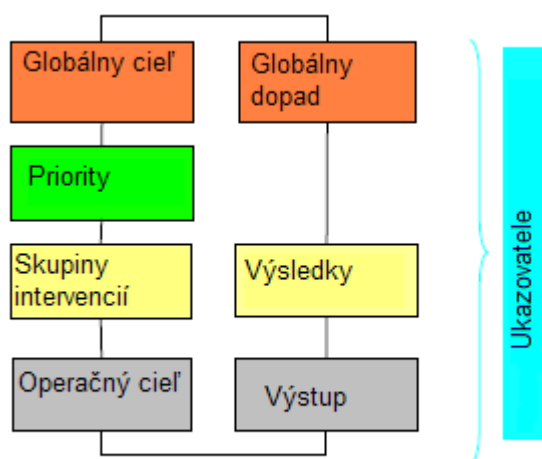 Globálny cieľ
Globálny
dopad
Priority
Skupiny
intervencií
Výsledky
Operačný cieľ
Výstup
Ukazovatele